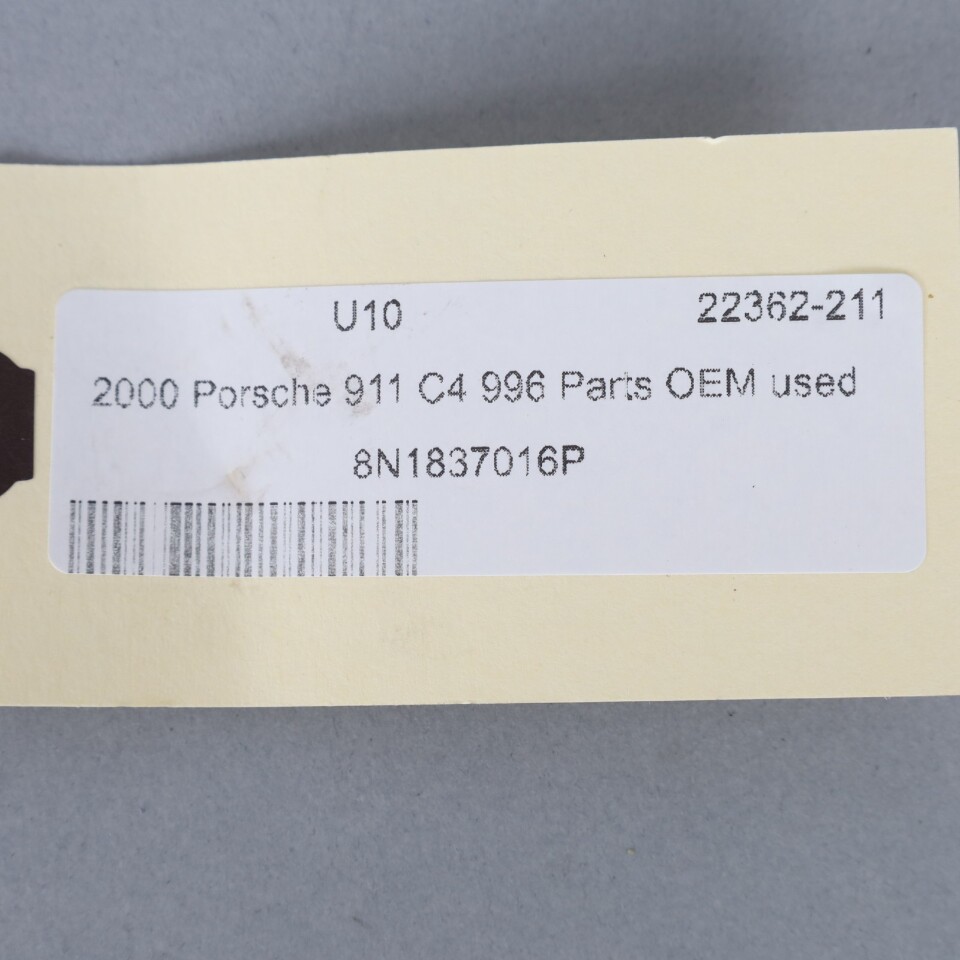 U10 22362-211
2000 Porsche 911 C4 996 Parts OEM used
8N1837016P